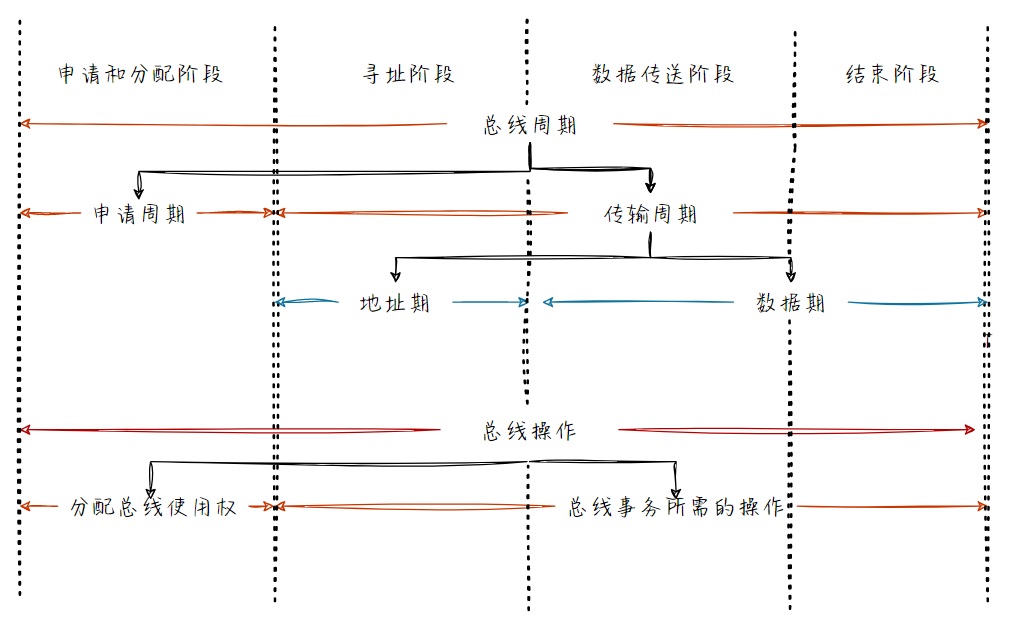 申请和分配阶段 寻址阶段 数据传送阶段 结束阶段
总线周期
申请周期 传输周期
地址期 数据期
总线操作
分配总线使用权 总线事务所需的操作